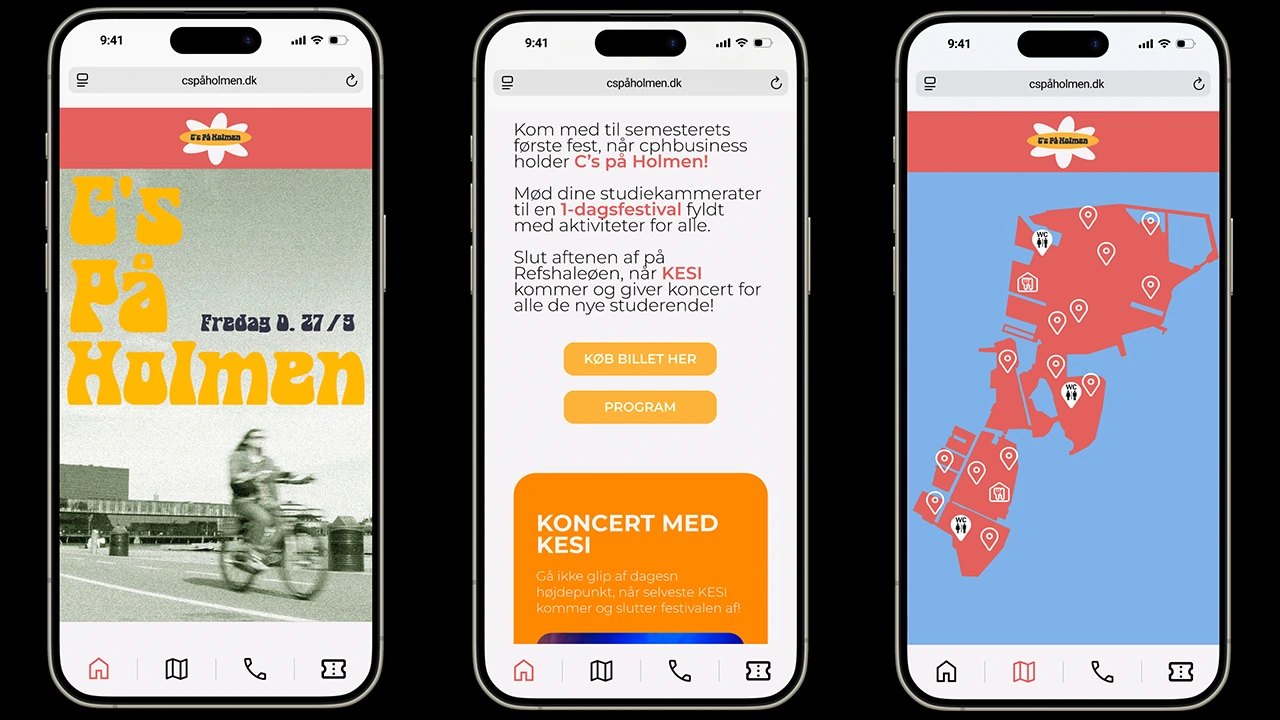 9:41
cspåholmen.dk
C's På Holmen
C's
På
Fredag D. 27/9
Holmen
9:41
cspåholmen.dk
Kom med til semesterets
første fest, når cphbusiness
holder C’s på Holmen!
Mød dine studiekammerater
til en 1-dagsfestival fyldt
med aktiviteter for alle.
Slut aftenen af på
Refshaleøen, når KESI
kommer og giver koncert for
alle de nye studerende!
KØB BILLET HER
PROGRAM
KONCERT MED
KESI
Gå ikke glip af dagesn
højdepunkt, når selveste KESI
kommer og slutter festivalen af!
9:41
cspåholmen.dk
C's På Holmen
WC
WC
WC